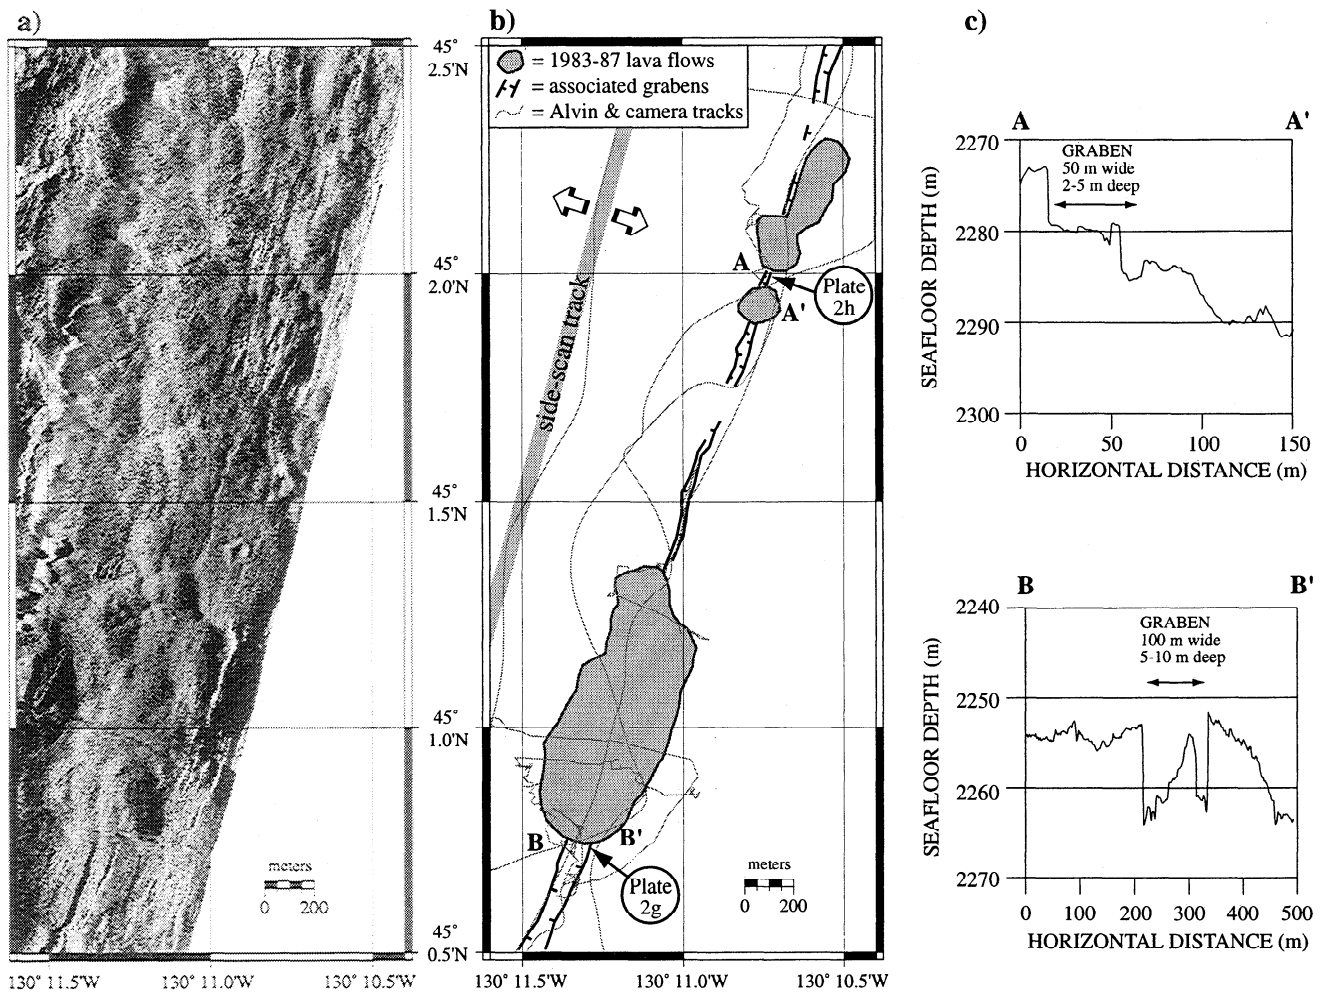 a)
130° 11.5'W
130° 11.0'W
130° 10.5'W
meters
0
200
b)
45°
2.5'N
45°
2.0'N
45°
1.5'N
45°
1.0'N
45°
0.5'N
= 1983-87 lava flows
= associated grabens
= Alvin & camera tracks
side-scan track
A
A'
Plate
2h
B
B'
Plate
2g
meters
0
200
130° 11.5'W
130° 11.0'W
130° 10.5'W
c)
A
A'
GRABEN
50 m wide
2-5 m deep
SEAFLOOR DEPTH (m)
2270
2280
2290
2300
0
50
100
150
HORIZONTAL DISTANCE (m)
B
B'
GRABEN
100 m wide
5-10 m deep
SEAFLOOR DEPTH (m)
2240
2250
2260
2270
0
100
200
300
400
500
HORIZONTAL DISTANCE (m)